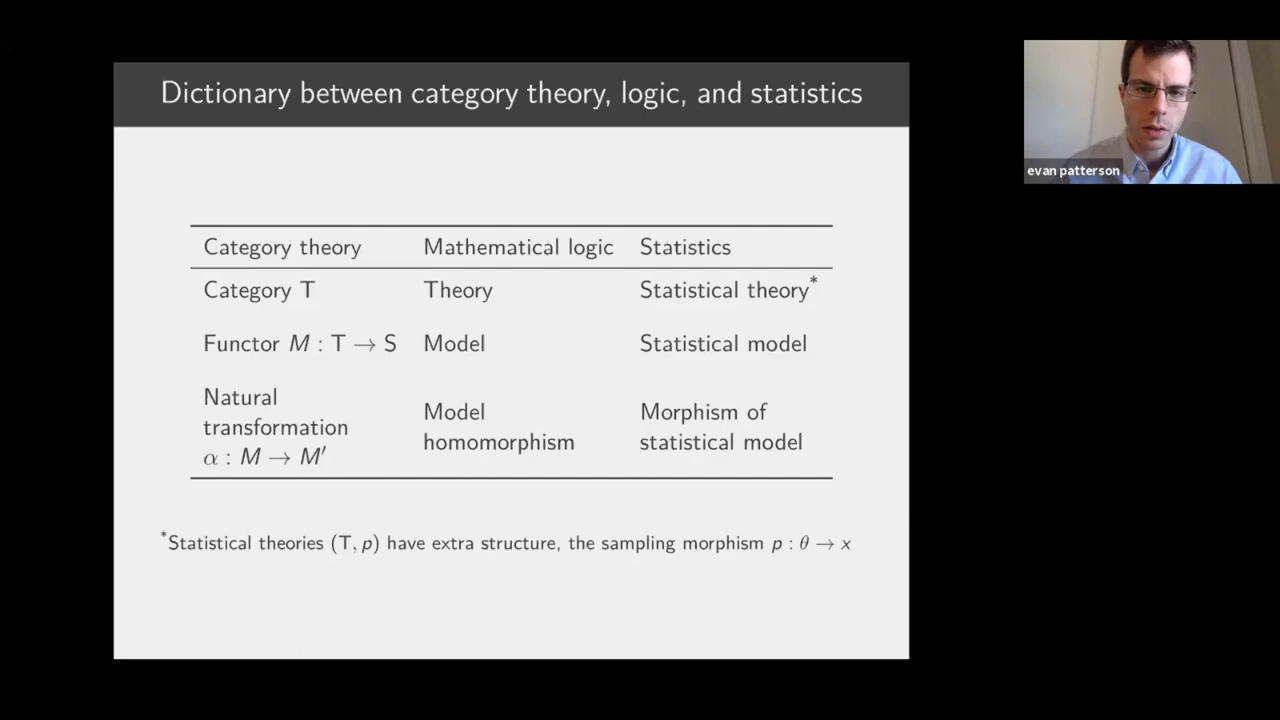 Dictionary between category theory, logic, and statistics
evan patterson
Category theory Mathematical logic Statistics
Category T Theory Statistical theory*
Functor M : T → S Model Statistical model
Natural
transformation
α : M → M′
Model
homomorphism
Morphism of
statistical model
*Statistical theories (T, p) have extra structure, the sampling morphism p : θ → x